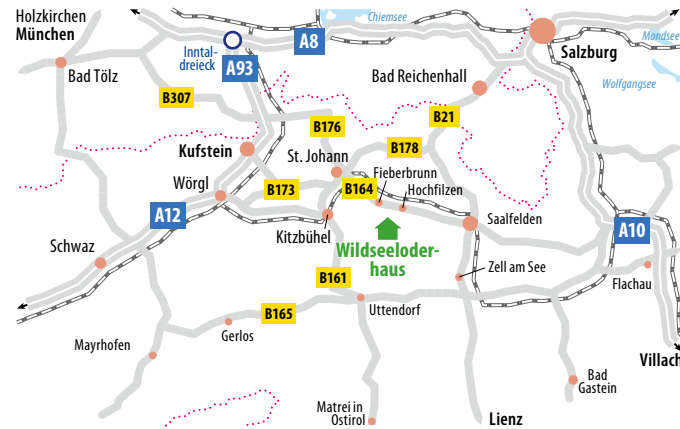 Holzkirchen
München
Chiemsee
Mondsee
Inntal-
dreieck
A8
Salzburg
Bad Tölz
A93
Bad Reichenhall
Wolfgangsee
B307
B21
B176
Kufstein
St. Johann
B178
Fieberbrunn
Wörgl
B173
B164
Hochfilzen
A12
Saalfelden
A10
Kitzbühel
Wildseeloder-
haus
Schwaz
B161
Zell am See
Flachau
Uttendorf
B165
Gerlos
Mayrhofen
Villach
Bad
Gastein
Matrei in
Ostirol
Lienz